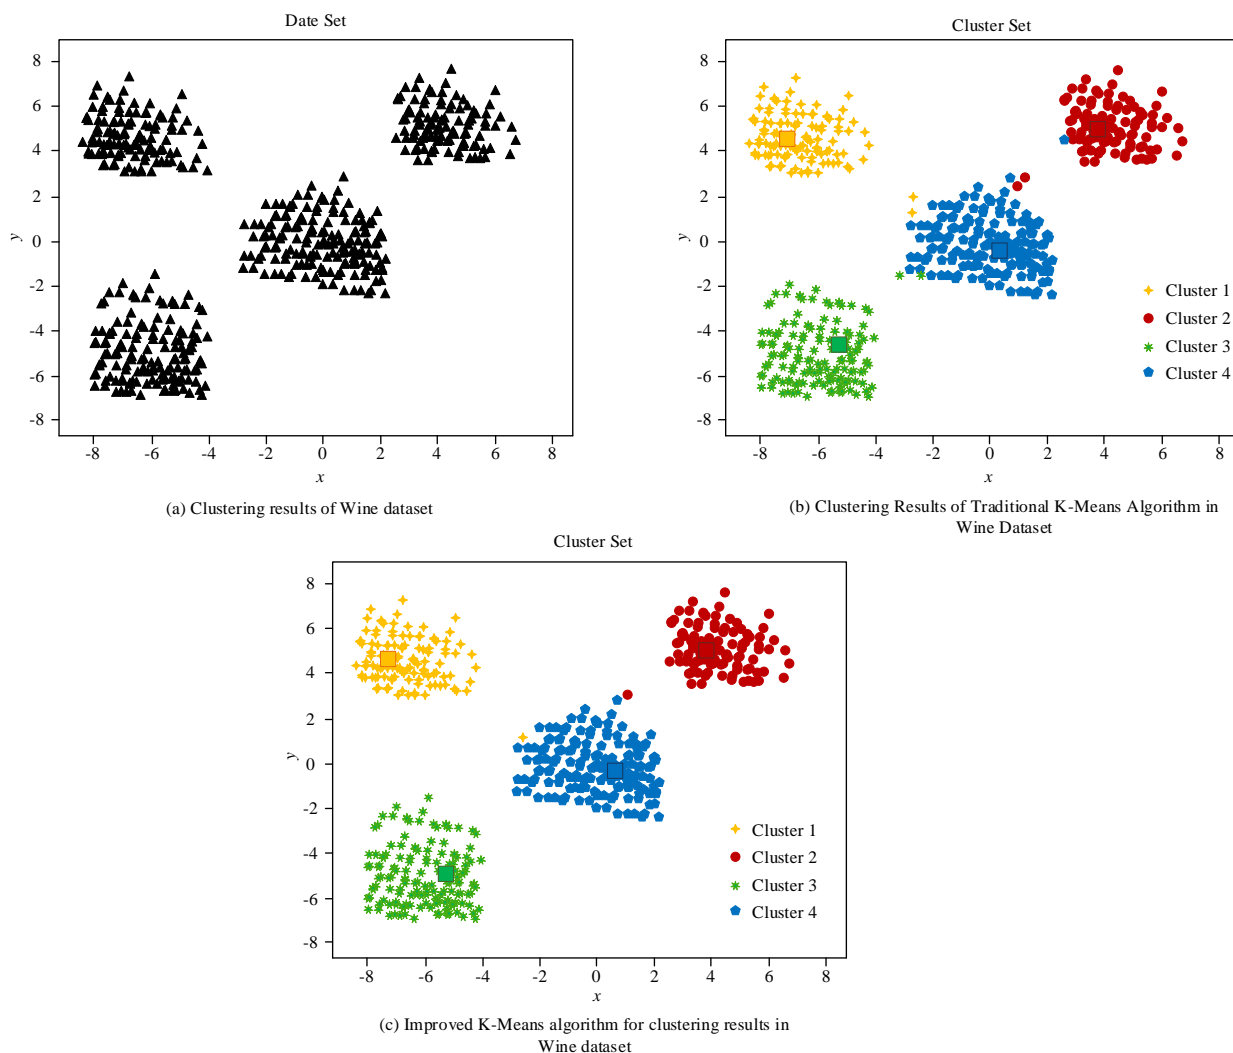 Date Set
8
6
4
2
0
-2
-4
-6
-8
y
-8 -6 -4 -2 0 2 4 6 8
x
(a) Clustering results of Wine dataset
Cluster Set
8
6
4
2
0
-2
-4
-6
-8
y
Cluster 1
Cluster 2
Cluster 3
Cluster 4
-8 -6 -4 -2 0 2 4 6 8
x
(b) Clustering Results of Traditional K-Means Algorithm in
Wine Dataset
Cluster Set
8
6
4
2
0
-2
-4
-6
-8
y
Cluster 1
Cluster 2
Cluster 3
Cluster 4
-8 -6 -4 -2 0 2 4 6 8
x
(c) Improved K-Means algorithm for clustering results in
Wine dataset